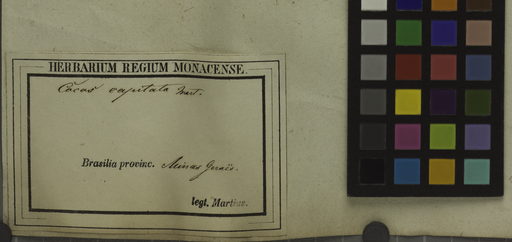 HERBARIUM REGIUM MONACENSE.
Cocos capitata Mart.
Brasilia provinc. Minas Geraës.
legt. Martius.